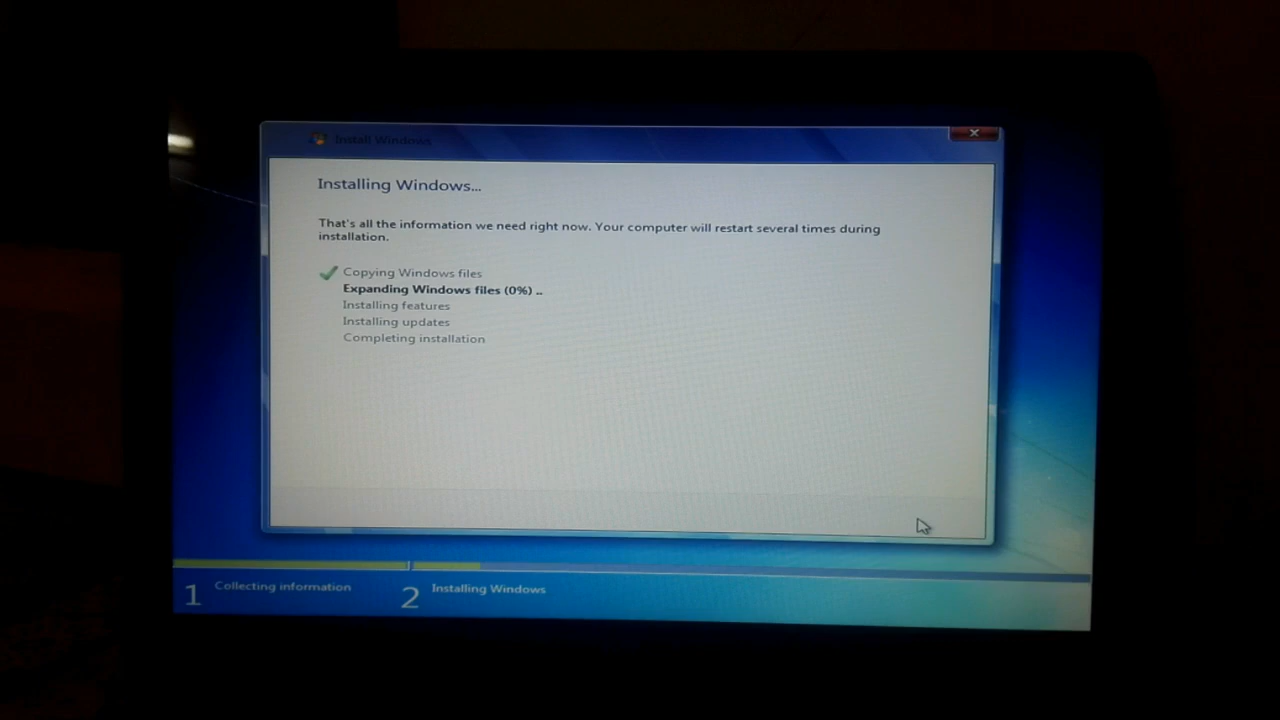 Install Windows
Installing Windows...
That's all the information we need right now. Your computer will restart several times during
installation.
Copying Windows files
Expanding Windows files (0%) ..
Installing features
Installing updates
Completing installation
1 Collecting information
2 Installing Windows